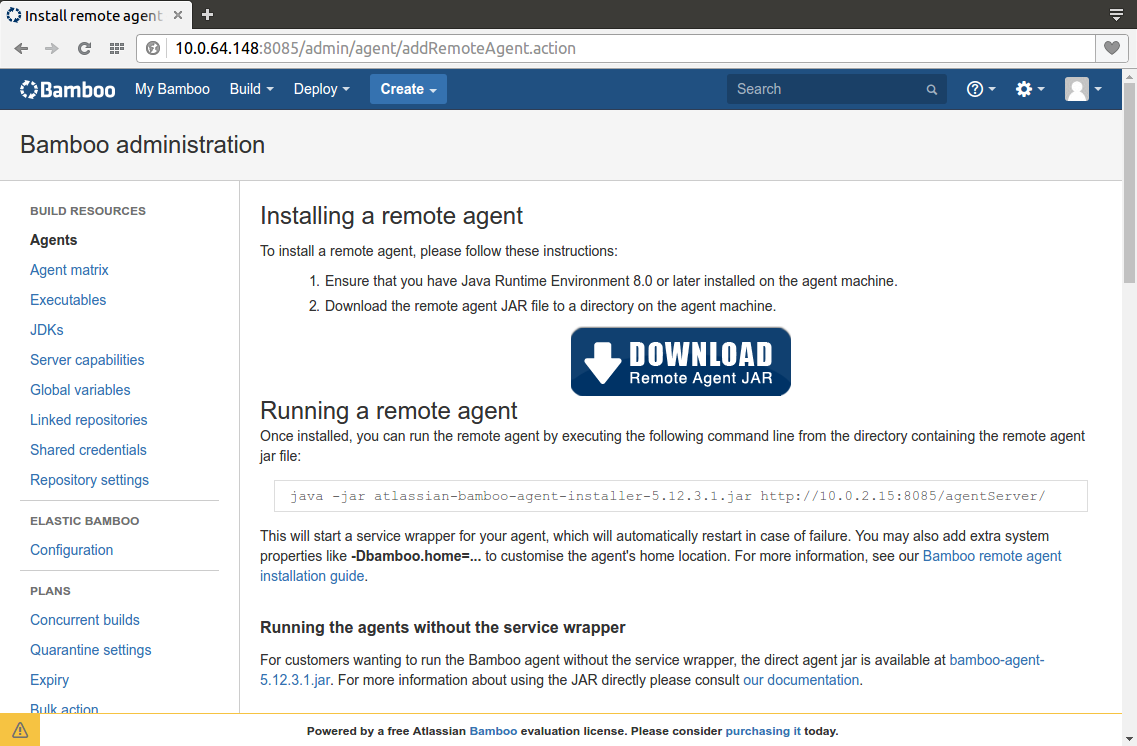 Install remote agent
10.0.64.148:8085/admin/agent/addRemoteAgent.action
Bamboo My Bamboo Build Deploy Create Search
Bamboo administration
BUILD RESOURCES
Agents
Agent matrix
Executables
JDKs
Server capabilities
Global variables
Linked repositories
Shared credentials
Repository settings
ELASTIC BAMBOO
Configuration
PLANS
Concurrent builds
Quarantine settings
Expiry
Bulk action
Installing a remote agent
To install a remote agent, please follow these instructions:
1. Ensure that you have Java Runtime Environment 8.0 or later installed on the agent machine.
2. Download the remote agent JAR file to a directory on the agent machine.
DOWNLOAD
Remote Agent JAR
Running a remote agent
Once installed, you can run the remote agent by executing the following command line from the directory containing the remote agent
jar file:
java -jar atlassian-bamboo-agent-installer-5.12.3.1.jar http://10.0.2.15:8085/agentServer/
This will start a service wrapper for your agent, which will automatically restart in case of failure. You may also add extra system
properties like -Dbamboo.home=... to customise the agent's home location. For more information, see our Bamboo remote agent
installation guide.
Running the agents without the service wrapper
For customers wanting to run the Bamboo agent without the service wrapper, the direct agent jar is available at bamboo-agent-
5.12.3.1.jar. For more information about using the JAR directly please consult our documentation.
Powered by a free Atlassian Bamboo evaluation license. Please consider purchasing it today.